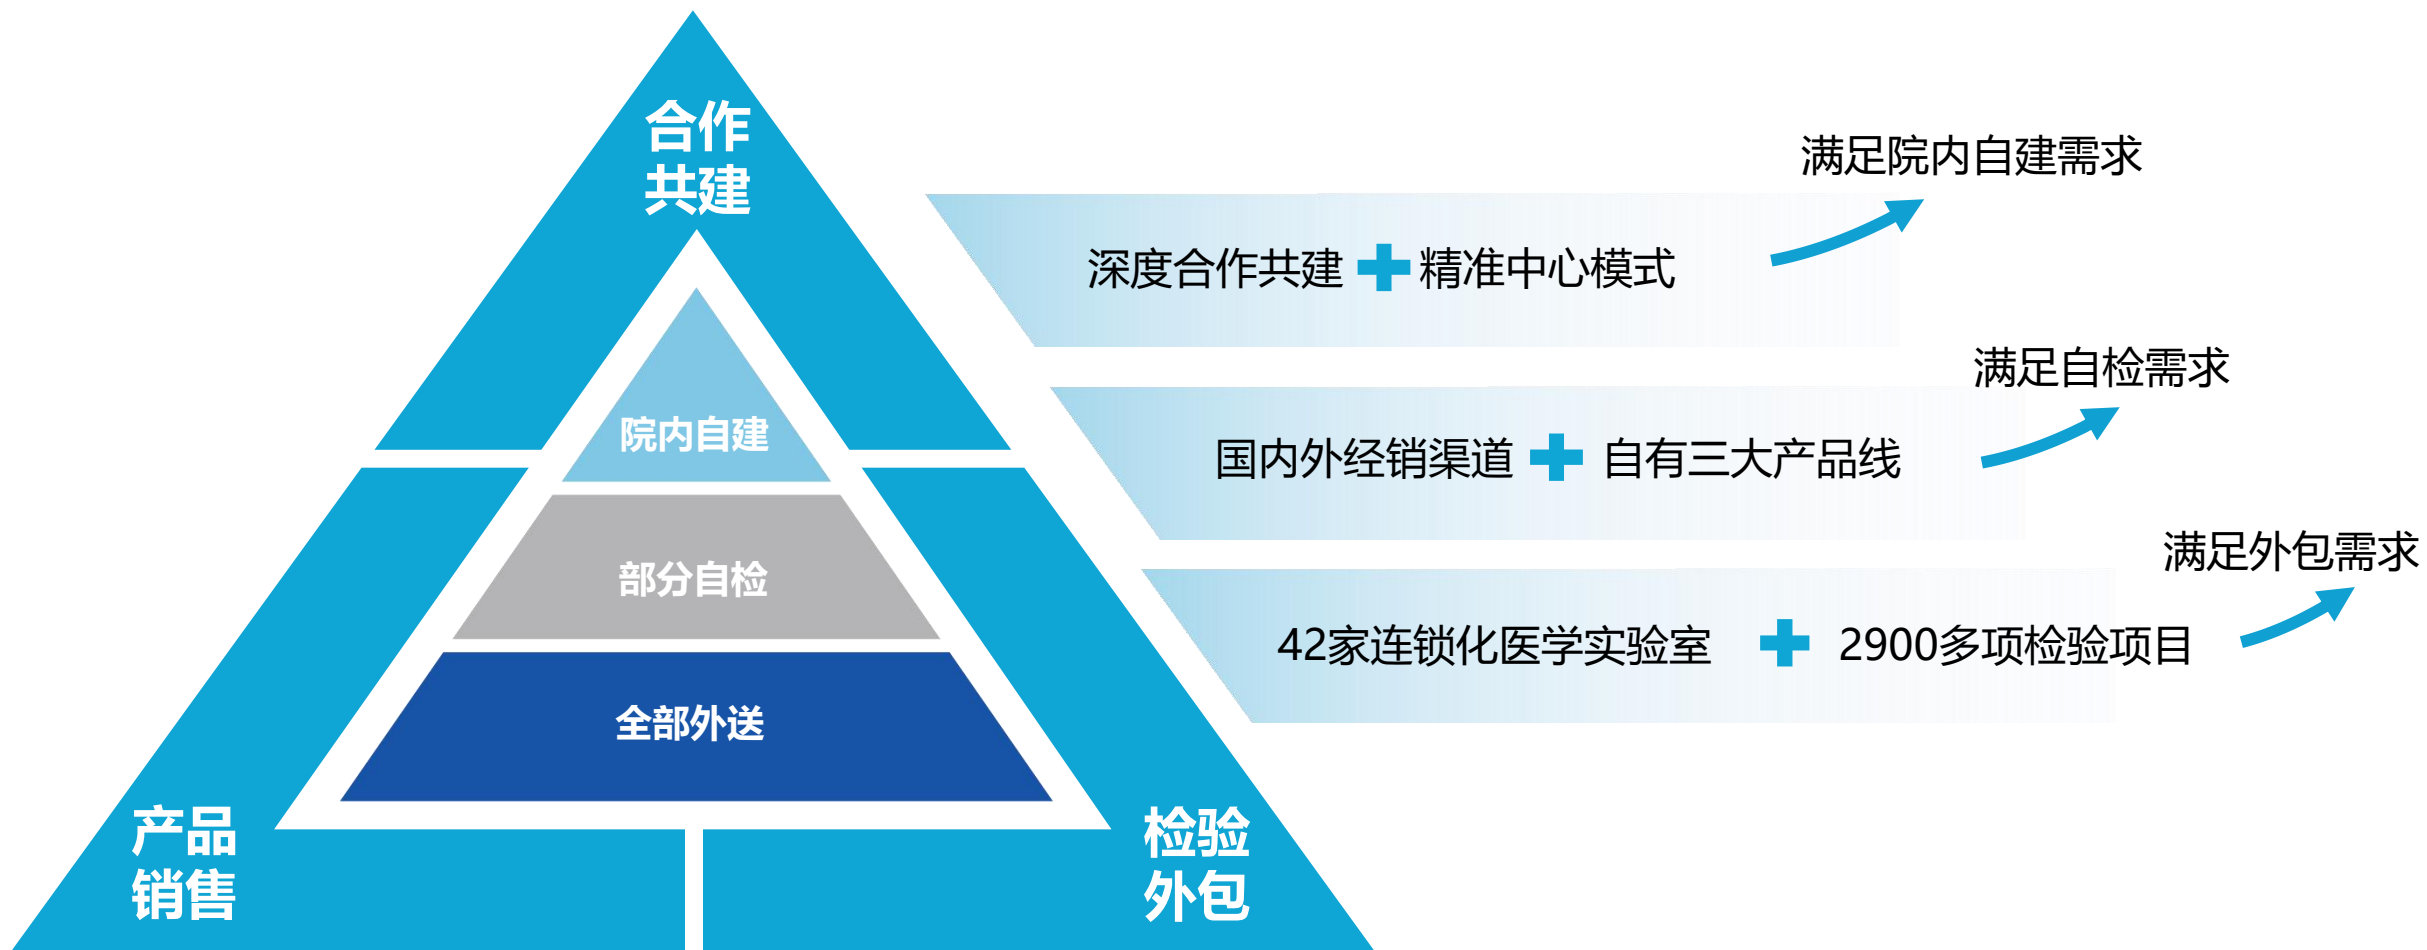 合作
共建
满足院内自建需求
深度合作共建 + 精准中心模式
院内自建
满足自检需求
国内外经销渠道 + 自有三大产品线
部分自检
满足外包需求
42家连锁化医学实验室 + 2900多项检验项目
全部外送
产品
销售
检验
外包